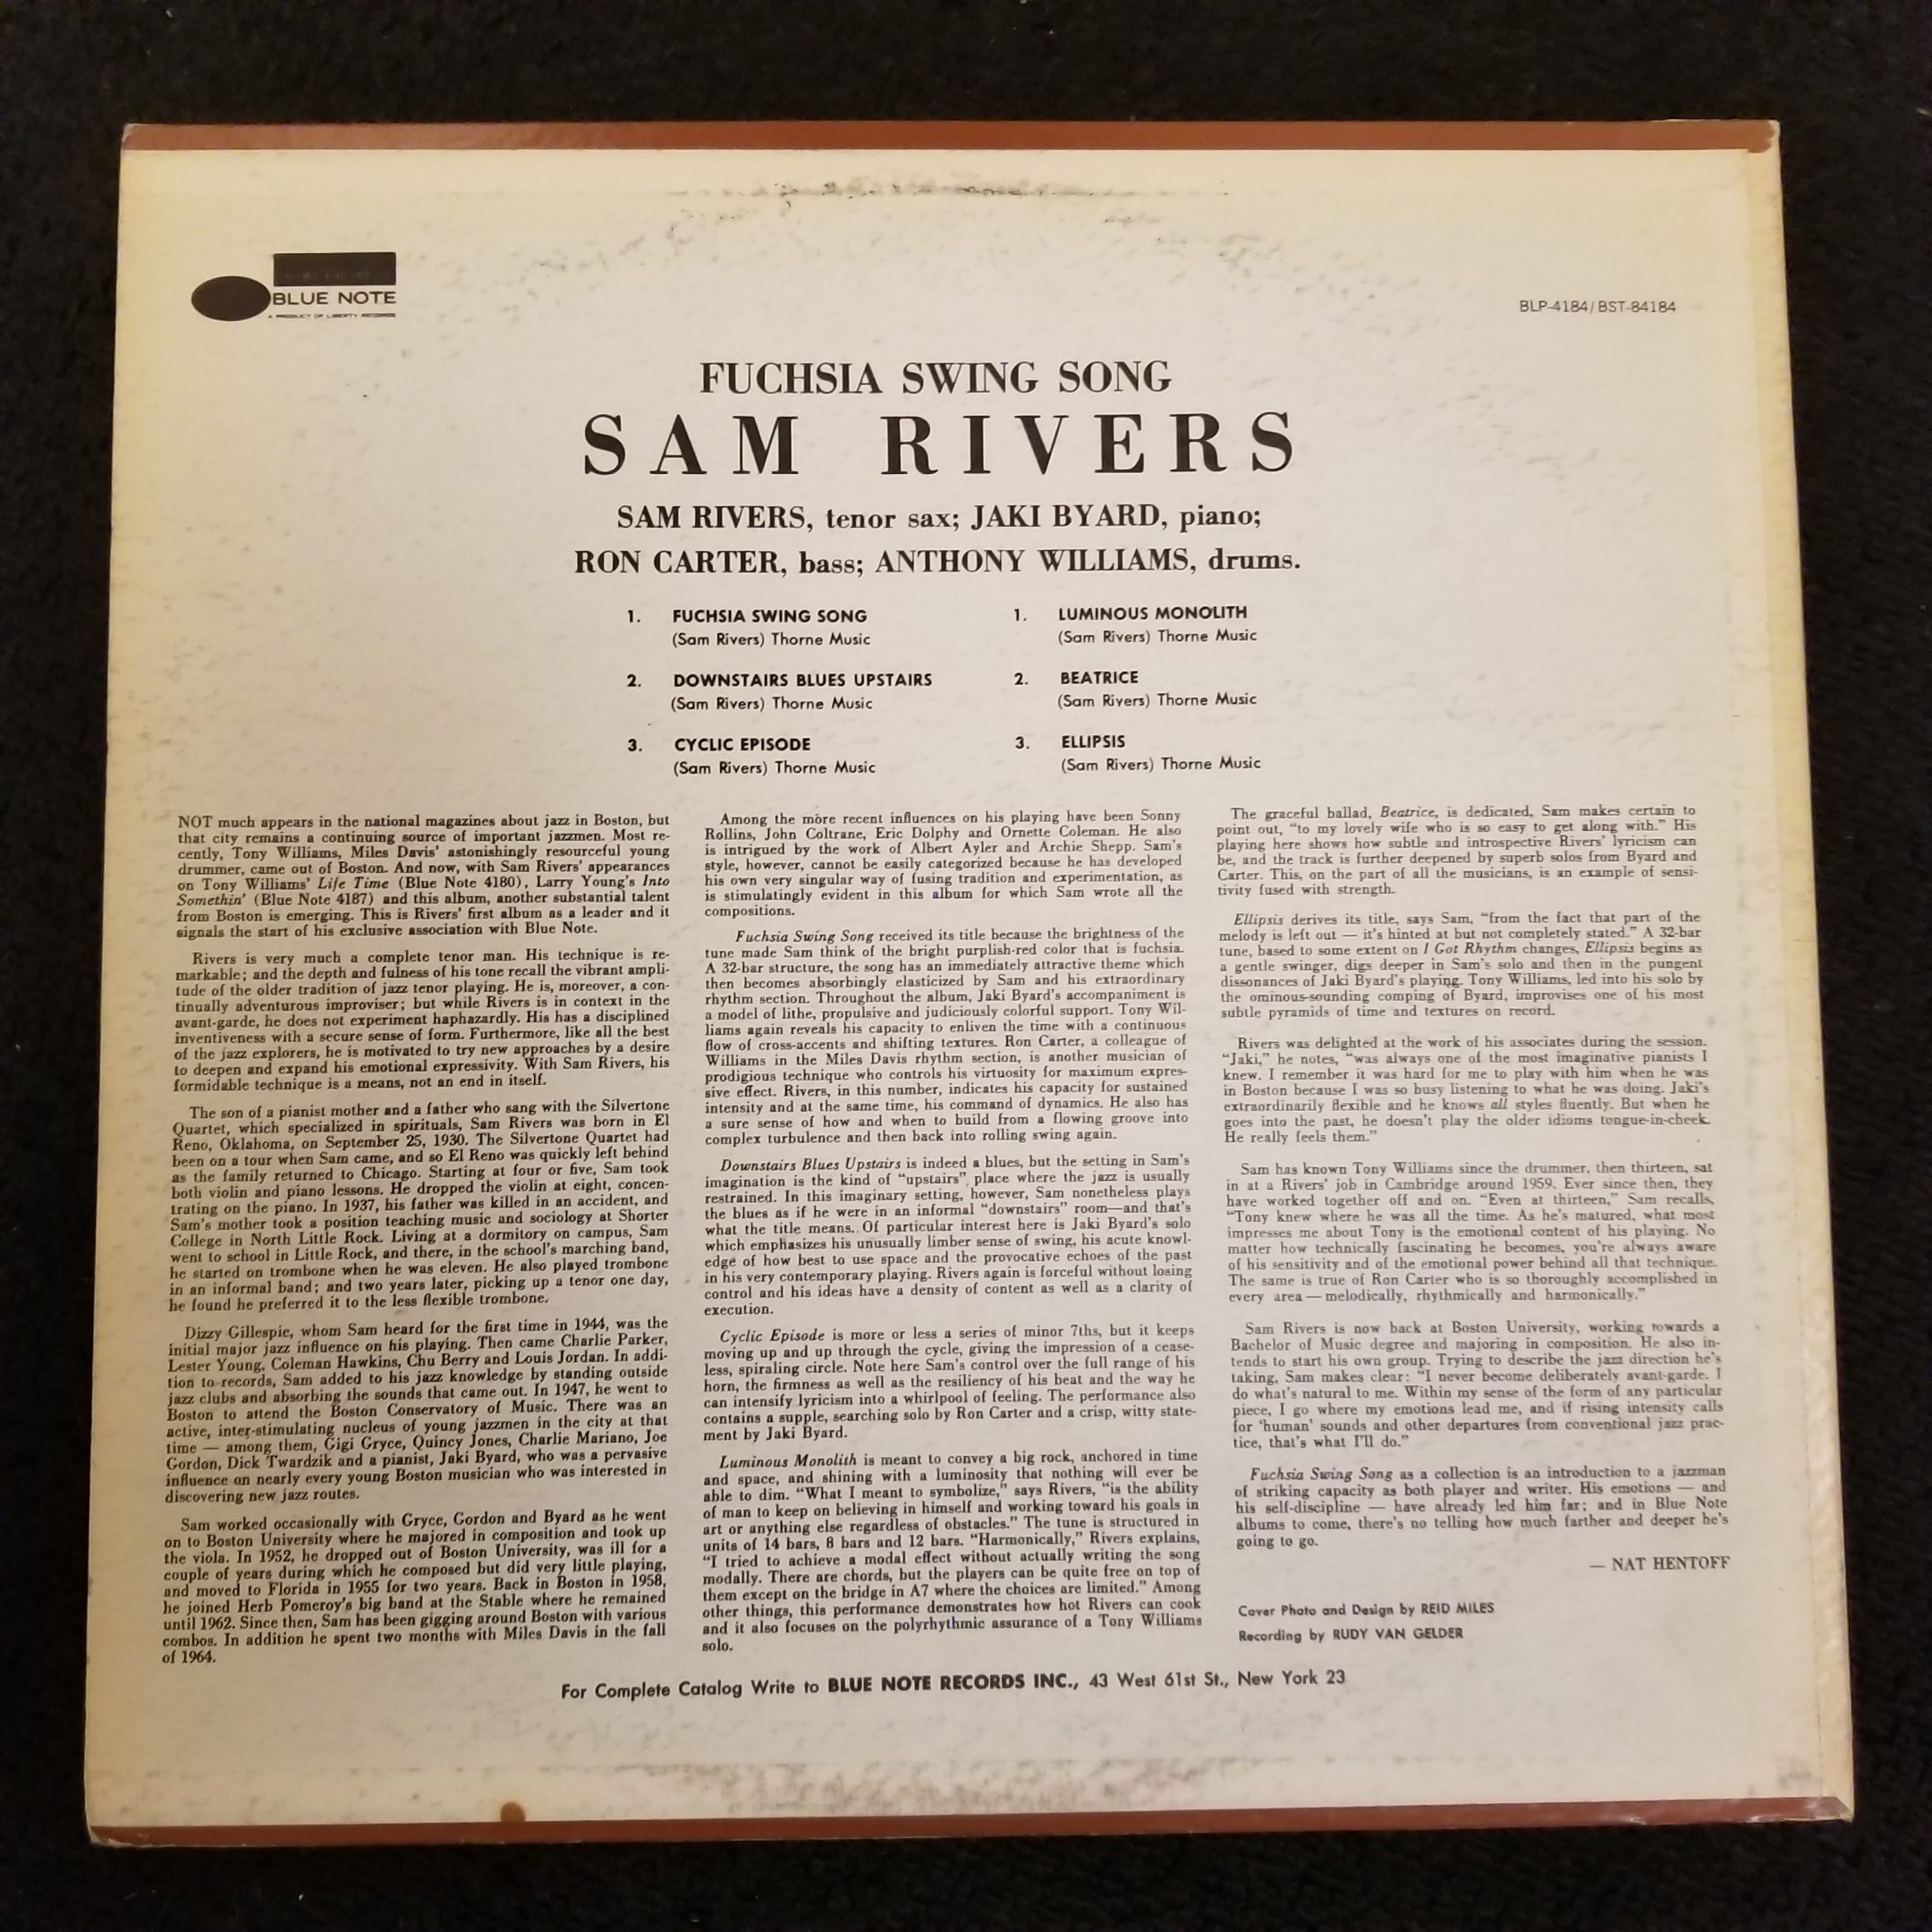 BLUE NOTE
A PRODUCT OF LIBERTY RECORDS
BLP-4184/BST-84184
FUCHSIA SWING SONG
SAM RIVERS
SAM RIVERS, tenor sax; JAKI BYARD, piano;
RON CARTER, bass; ANTHONY WILLIAMS, drums.
1. FUCHSIA SWING SONG
(Sam Rivers) Thorne Music
2. DOWNSTAIRS BLUES UPSTAIRS
(Sam Rivers) Thorne Music
3. CYCLIC EPISODE
(Sam Rivers) Thorne Music
1. LUMINOUS MONOLITH
(Sam Rivers) Thorne Music
2. BEATRICE
(Sam Rivers) Thorne Music
3. ELLIPSIS
(Sam Rivers) Thorne Music
NOT much appears in the national magazines about jazz in Boston, but
that city remains a continuing source of important jazzmen. Most re-
cently, Tony Williams, Miles Davis' astonishingly resourceful young
drummer, came out of Boston. And now, with Sam Rivers' appearances
on Tony Williams' Life Time (Blue Note 4180), Larry Young's Into
Somethin' (Blue Note 4187) and this album, another substantial talent
from Boston is emerging. This is Rivers' first album as a leader and it
signals the start of his exclusive association with Blue Note.
Rivers is very much a complete tenor man. His technique is re-
markable; and the depth and fulness of his tone recall the vibrant ampli-
tude of the older tradition of jazz tenor playing. He is, moreover, a con-
tinually adventurous improviser; but while Rivers is in context in the
avant-garde, he does not experiment haphazardly. His has a disciplined
inventiveness with a secure sense of form. Furthermore, like all the best
of the jazz explorers, he is motivated to try new approaches by a desire
to deepen and expand his emotional expressivity. With Sam Rivers, his
formidable technique is a means, not an end in itself.
The son of a pianist mother and a father who sang with the Silvertone
Quartet, which specialized in spirituals, Sam Rivers was born in El
Reno, Oklahoma, on September 25, 1930. The Silvertone Quartet had
been on a tour when Sam came, and so El Reno was quickly left behind
as the family returned to Chicago. Starting at four or five, Sam took
both violin and piano lessons. He dropped the violin at eight, concen-
trating on the piano. In 1937, his father was killed in an accident, and
Sam's mother took a position teaching music and sociology at Shorter
College in North Little Rock. Living at a dormitory on campus, Sam
went to school in Little Rock, and there, in the school's marching band,
he started on trombone when he was eleven. He also played trombone
in an informal band; and two years later, picking up a tenor one day,
he found he preferred it to the less flexible trombone.
Dizzy Gillespie, whom Sam heard for the first time in 1944, was the
initial major jazz influence on his playing. Then came Charlie Parker,
Lester Young, Coleman Hawkins, Chu Berry and Louis Jordan. In addi-
tion to records, Sam added to his jazz knowledge by standing outside
jazz clubs and absorbing the sounds that came out. In 1947, he went to
Boston to attend the Boston Conservatory of Music. There was an
active, inter-stimulating nucleus of young jazzmen in the city at that
time — among them, Gigi Gryce, Quincy Jones, Charlie Mariano, Joe
Gordon, Dick Twardzik and a pianist, Jaki Byard, who was a pervasive
influence on nearly every young Boston musician who was interested in
discovering new jazz routes.
Sam worked occasionally with Gryce, Gordon and Byard as he went
on to Boston University where he majored in composition and took up
the viola. In 1952, he dropped out of Boston University, was ill for a
couple of years during which he composed but did very little playing,
and moved to Florida in 1955 for two years. Back in Boston in 1958,
he joined Herb Pomeroy's big band at the Stable where he remained
until 1962. Since then, Sam has been gigging around Boston with various
combos. In addition he spent two months with Miles Davis in the fall
of 1964.
Among the more recent influences on his playing have been Sonny
Rollins, John Coltrane, Eric Dolphy and Ornette Coleman. He also
is intrigued by the work of Albert Ayler and Archie Shepp. Sam's
style, however, cannot be easily categorized because he has developed
his own very singular way of fusing tradition and experimentation, as
is stimulatingly evident in this album for which Sam wrote all the
compositions.
Fuchsia Swing Song received its title because the brightness of the
tune made Sam think of the bright purplish-red color that is fuchsia.
A 32-bar structure, the song has an immediately attractive theme which
then becomes absorbingly elasticized by Sam and his extraordinary
rhythm section. Throughout the album, Jaki Byard's accompaniment is
a model of lithe, propulsive and judiciously colorful support. Tony Wil-
liams again reveals his capacity to enliven the time with a continuous
flow of cross-accents and shifting textures. Ron Carter, a colleague of
Williams in the Miles Davis rhythm section, is another musician of
prodigious technique who controls his virtuosity for maximum expres-
sive effect. Rivers, in this number, indicates his capacity for sustained
intensity and at the same time, his command of dynamics. He also has
a sure sense of how and when to build from a flowing groove into
complex turbulence and then back into rolling swing again.
Downstairs Blues Upstairs is indeed a blues, but the setting in Sam's
imagination is the kind of "upstairs" place where the jazz is usually
restrained. In this imaginary setting, however, Sam nonetheless plays
the blues as if he were in an informal "downstairs" room—and that's
what the title means. Of particular interest here is Jaki Byard's solo
which emphasizes his unusually limber sense of swing, his acute knowl-
edge of how best to use space and the provocative echoes of the past
in his very contemporary playing. Rivers again is forceful without losing
control and his ideas have a density of content as well as a clarity of
execution.
Cyclic Episode is more or less a series of minor 7ths, but it keeps
moving up and up through the cycle, giving the impression of a cease-
less, spiraling circle. Note here Sam's control over the full range of his
horn, the firmness as well as the resiliency of his beat and the way he
can intensify lyricism into a whirlpool of feeling. The performance also
contains a supple, searching solo by Ron Carter and a crisp, witty state-
ment by Jaki Byard.
Luminous Monolith is meant to convey a big rock, anchored in time
and space, and shining with a luminosity that nothing will ever be
able to dim. "What I meant to symbolize," says Rivers, "is the ability
of man to keep on believing in himself and working toward his goals in
art or anything else regardless of obstacles." The tune is structured in
units of 14 bars, 8 bars and 12 bars. "Harmonically," Rivers explains,
"I tried to achieve a modal effect without actually writing the song
modally. There are chords, but the players can be quite free on top of
them except on the bridge in A7 where the choices are limited." Among
other things, this performance demonstrates how hot Rivers can cook
and it also focuses on the polyrhythmic assurance of a Tony Williams
solo.
The graceful ballad, Beatrice, is dedicated, Sam makes certain to
point out, "to my lovely wife who is so easy to get along with." His
playing here shows how subtle and introspective Rivers' lyricism can
be, and the track is further deepened by superb solos from Byard and
Carter. This, on the part of all the musicians, is an example of sensi-
tivity fused with strength.
Ellipsis derives its title, says Sam, "from the fact that part of the
melody is left out — it's hinted at but not completely stated." A 32-bar
tune, based to some extent on I Got Rhythm changes, Ellipsis begins as
a gentle swinger, digs deeper in Sam's solo and then in the pungent
dissonances of Jaki Byard's playing. Tony Williams, led into his solo by
the ominous-sounding comping of Byard, improvises one of his most
subtle pyramids of time and textures on record.
Rivers was delighted at the work of his associates during the session.
"Jaki," he notes, "was always one of the most imaginative pianists I
knew. I remember it was hard for me to play with him when he was
in Boston because I was so busy listening to what he was doing. Jaki's
extraordinarily flexible and he knows all styles fluently. But when he
goes into the past, he doesn't play the older idioms tongue-in-cheek.
He really feels them."
Sam has known Tony Williams since the drummer, then thirteen, sat
in at a Rivers' job in Cambridge around 1959. Ever since then, they
have worked together off and on. "Even at thirteen," Sam recalls,
"Tony knew where he was all the time. As he's matured, what most
impresses me about Tony is the emotional content of his playing. No
matter how technically fascinating he becomes, you're always aware
of his sensitivity and of the emotional power behind all that technique.
The same is true of Ron Carter who is so thoroughly accomplished in
every area — melodically, rhythmically and harmonically."
Sam Rivers is now back at Boston University, working towards a
Bachelor of Music degree and majoring in composition. He also in-
tends to start his own group. Trying to describe the jazz direction he's
taking, Sam makes clear: "I never become deliberately avant-garde. I
do what's natural to me. Within my sense of the form of any particular
piece, I go where my emotions lead me, and if rising intensity calls
for 'human' sounds and other departures from conventional jazz prac-
tice, that's what I'll do."
Fuchsia Swing Song as a collection is an introduction to a jazzman
of striking capacity as both player and writer. His emotions — and
his self-discipline — have already led him far; and in Blue Note
albums to come, there's no telling how much farther and deeper he's
going to go.
— NAT HENTOFF
Cover Photo and Design by REID MILES
Recording by RUDY VAN GELDER
For Complete Catalog Write to BLUE NOTE RECORDS INC., 43 West 61st St., New York 23